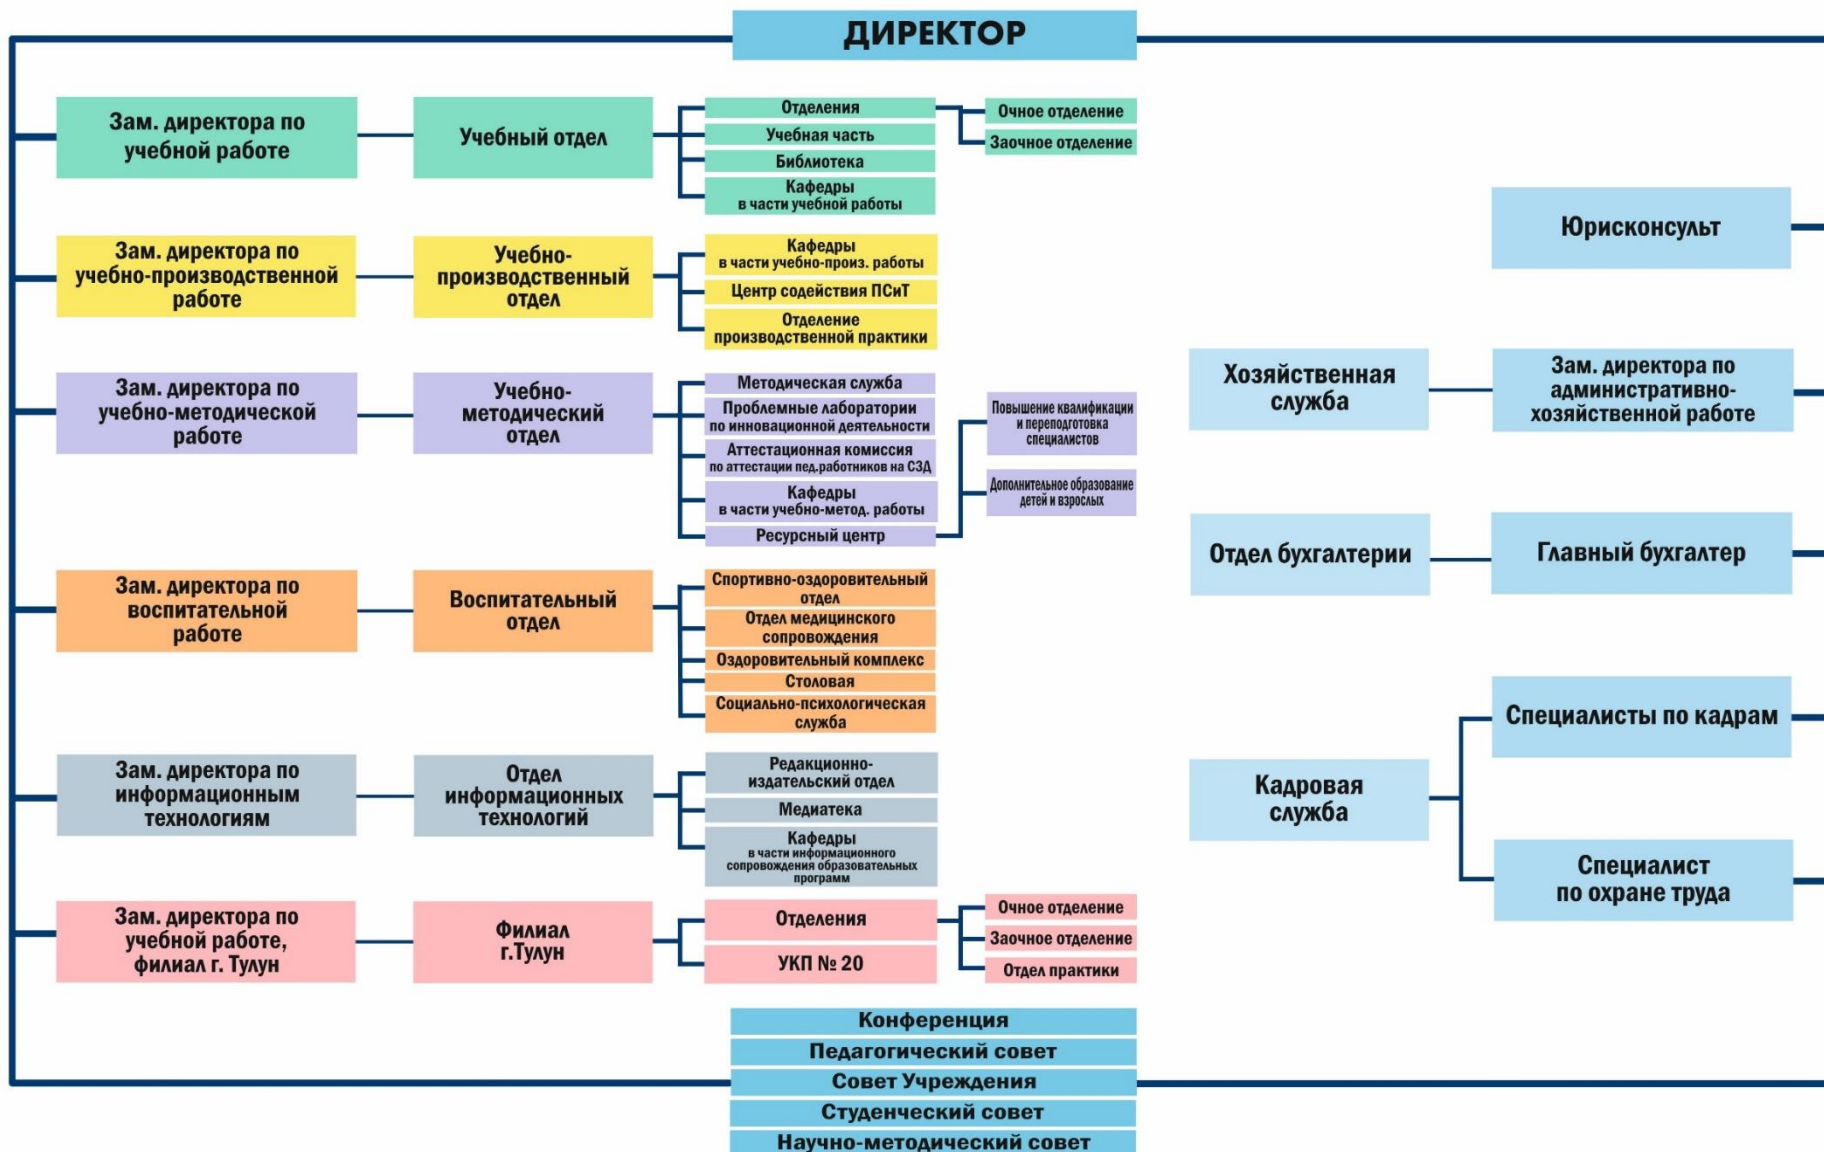 ДИРЕКТОР
Зам. директора по
учебной работе
Учебный отдел
Отделения
Учебная часть
Библиотека
Кафедры
в части учебной работы
Очное отделение
Заочное отделение
Зам. директора по
учебно-производственной
работе
Учебно-
производственный
отдел
Кафедры
в части учебно-произ. работы
Центр содействия ПСиТ
Отделение
производственной практики
Зам. директора по
учебно-методической
работе
Учебно-
методический
отдел
Методическая служба
Проблемные лаборатории
по инновационной деятельности
Аттестационная комиссия
по аттестации пед.работников на СЗД
Кафедры
в части учебно-метод. работы
Ресурсный центр
Повышение квалификации
и переподготовка
специалистов
Дополнительное образование
детей и взрослых
Зам. директора по
воспитательной
работе
Воспитательный
отдел
Спортивно-оздоровительный
отдел
Отдел медицинского
сопровождения
Оздоровительный комплекс
Столовая
Социально-психологическая
служба
Зам. директора по
информационным
технологиям
Отдел
информационных
технологий
Редакционно-
издательский отдел
Медиатека
Кафедры
в части информационного
сопровождения образовательных
программ
Зам. директора по
учебной работе,
филиал г. Тулун
Филиал
г.Тулун
Отделения
УКП № 20
Очное отделение
Заочное отделение
Отдел практики
Юрисконсульт
Хозяйственная
служба
Зам. директора по
административно-
хозяйственной работе
Отдел бухгалтерии
Главный бухгалтер
Кадровая
служба
Специалисты по кадрам
Специалист
по охране труда
Конференция
Педагогический совет
Совет Учреждения
Студенческий совет
Научно-методический совет